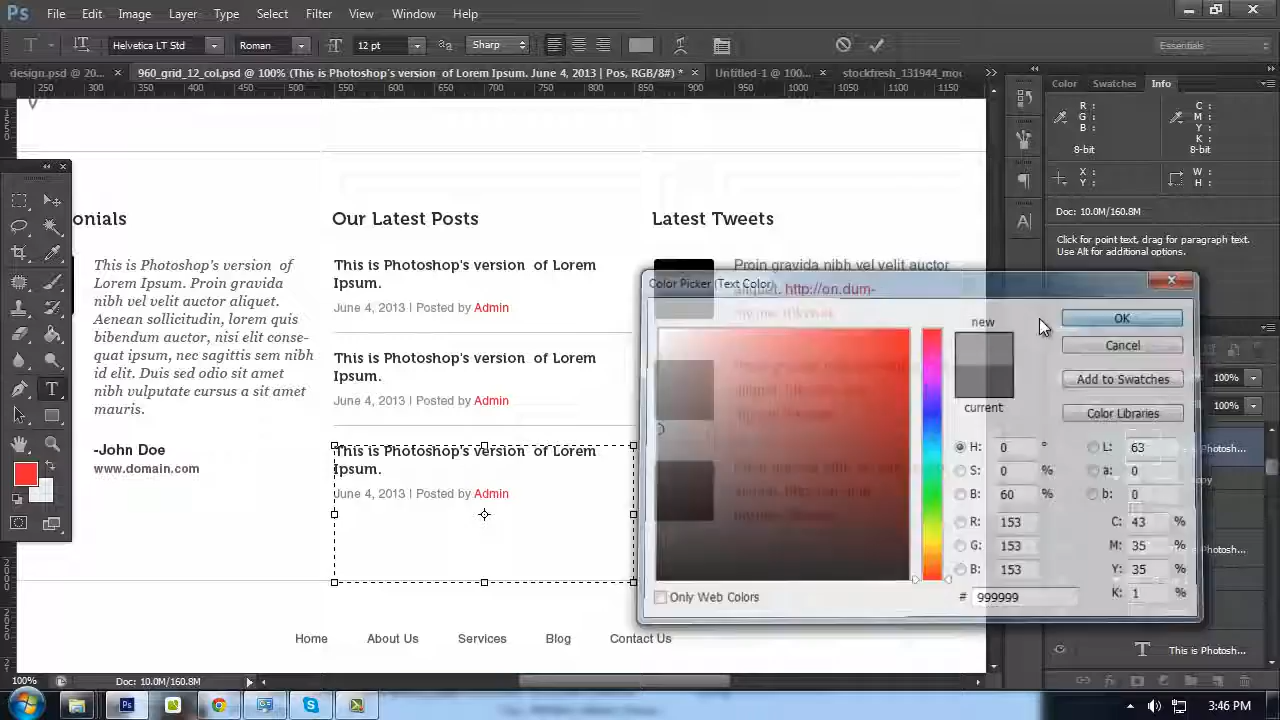 Ps File Edit Image Layer Type Select Filter View Window Help
T Helvetica LT Std Roman 12 pt Sharp Essentials
design.psd @ 20... × 960_grid_12_col.psd @ 100% (This is Photoshop's version of Lorem Ipsum. June 4, 2013 | Pos, RGB/8#) * × Untitled-1 @ 100... × stockfresh_131944_mo
250 300 350 400 450 500 550 600 650 700 750 800 850 900 950 1000 1050 1100 1150
Color Swatches Info
R : C :
G : M :
B : Y :
K :
8-bit 8-bit
X : W :
Y : H :
Doc: 10.0M/160.8M
Click for point text, drag for paragraph text.
Use Alt for additional options.
onials
This is Photoshop's version of
Lorem Ipsum. Proin gravida
nibh vel velit auctor aliquet.
Aenean sollicitudin, lorem quis
bibendum auctor, nisi elit conse-
quat ipsum, nec sagittis sem nibh
id elit. Duis sed odio sit amet
nibh vulputate cursus a sit amet
mauris.
-John Doe
www.domain.com
Our Latest Posts
This is Photoshop's version of Lorem
Ipsum.
June 4, 2013 | Posted by Admin
This is Photoshop's version of Lorem
Ipsum.
June 4, 2013 | Posted by Admin
This is Photoshop's version of Lorem
Ipsum.
June 4, 2013 | Posted by Admin
Latest Tweets
Proin gravida nibh vel velit auctor
aliquet. http://on.dum-
Color Picker (Text Color)
new
current
OK
Cancel
Add to Swatches
Color Libraries
H: 0 °
S: 0 %
B: 60 %
R: 153
G: 153
B: 153
L: 63
a: 0
b: 0
C: 43 %
M: 35 %
Y: 35 %
K: 1 %
# 999999
Only Web Colors
100%
100%
s Photosh...
opy
his is Photosh...
T This is Photosh...
Home About Us Services Blog Contact Us
100% Doc: 10.0M/160.8M
3:46 PM